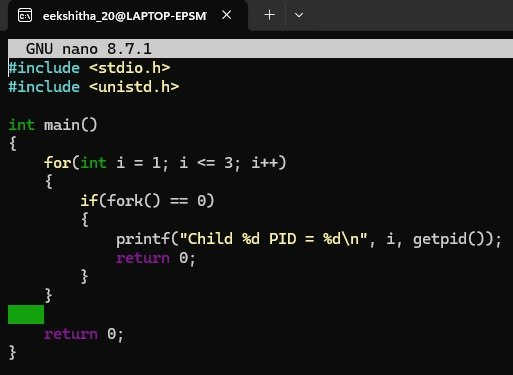 eekshitha_20@LAPTOP-EPSM
GNU nano 8.7.1
#include <stdio.h>
#include <unistd.h>

int main()
{
    for(int i = 1; i <= 3; i++)
    {
        if(fork() == 0)
        {
            printf("Child %d PID = %d\n", i, getpid());
            return 0;
        }
    }

    return 0;
}